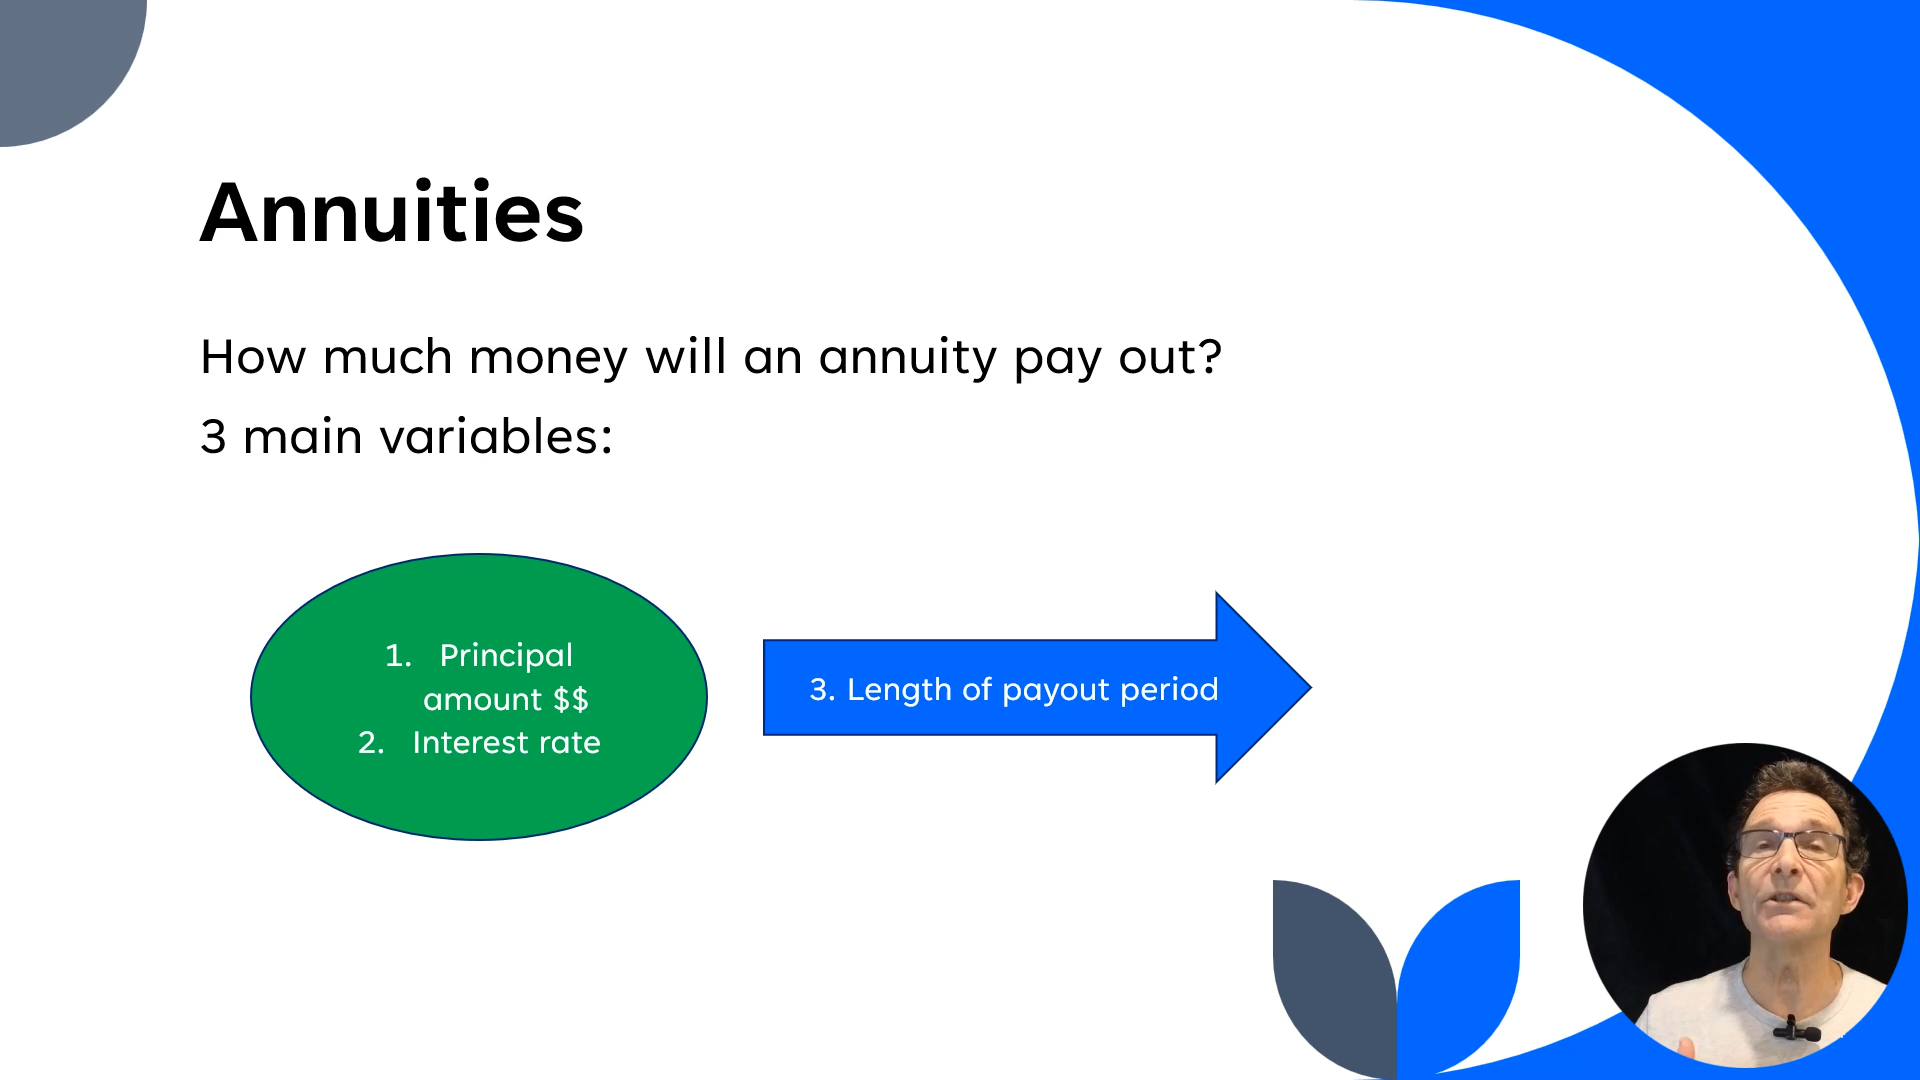 Annuities
How much money will an annuity pay out?
3 main variables:
1. Principal
amount $$
2. Interest rate
3. Length of payout period